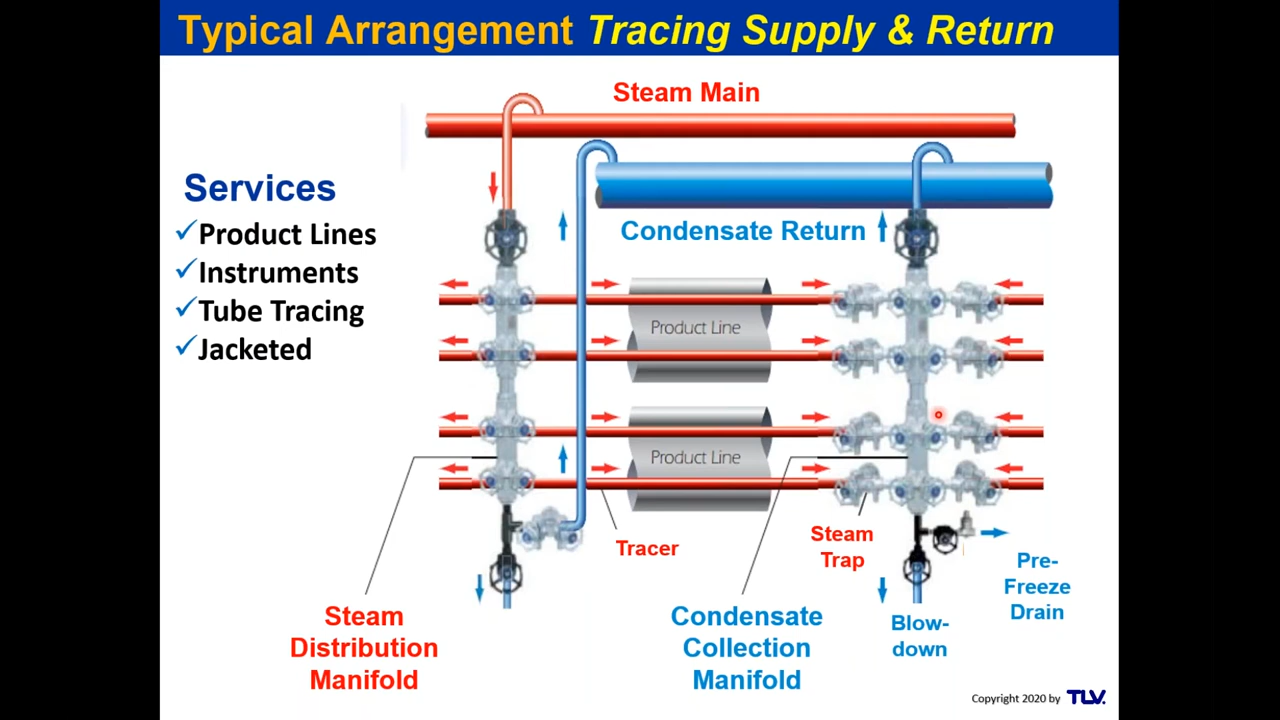 Typical Arrangement Tracing Supply & Return
Steam Main
Services
✓Product Lines
✓Instruments
✓Tube Tracing
✓Jacketed
Condensate Return
Product Line
Product Line
Tracer
Steam
Trap
Pre-
Freeze
Drain
Steam
Distribution
Manifold
Condensate
Collection
Manifold
Blow-
down
Copyright 2020 by TLV.